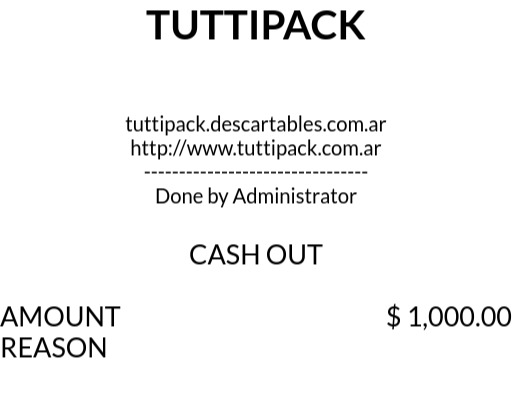 TUTTIPACK
tuttipack.descartables.com.ar
http://www.tuttipack.com.ar
--------------------------------
Done by Administrator
CASH OUT
AMOUNT $ 1,000.00
REASON